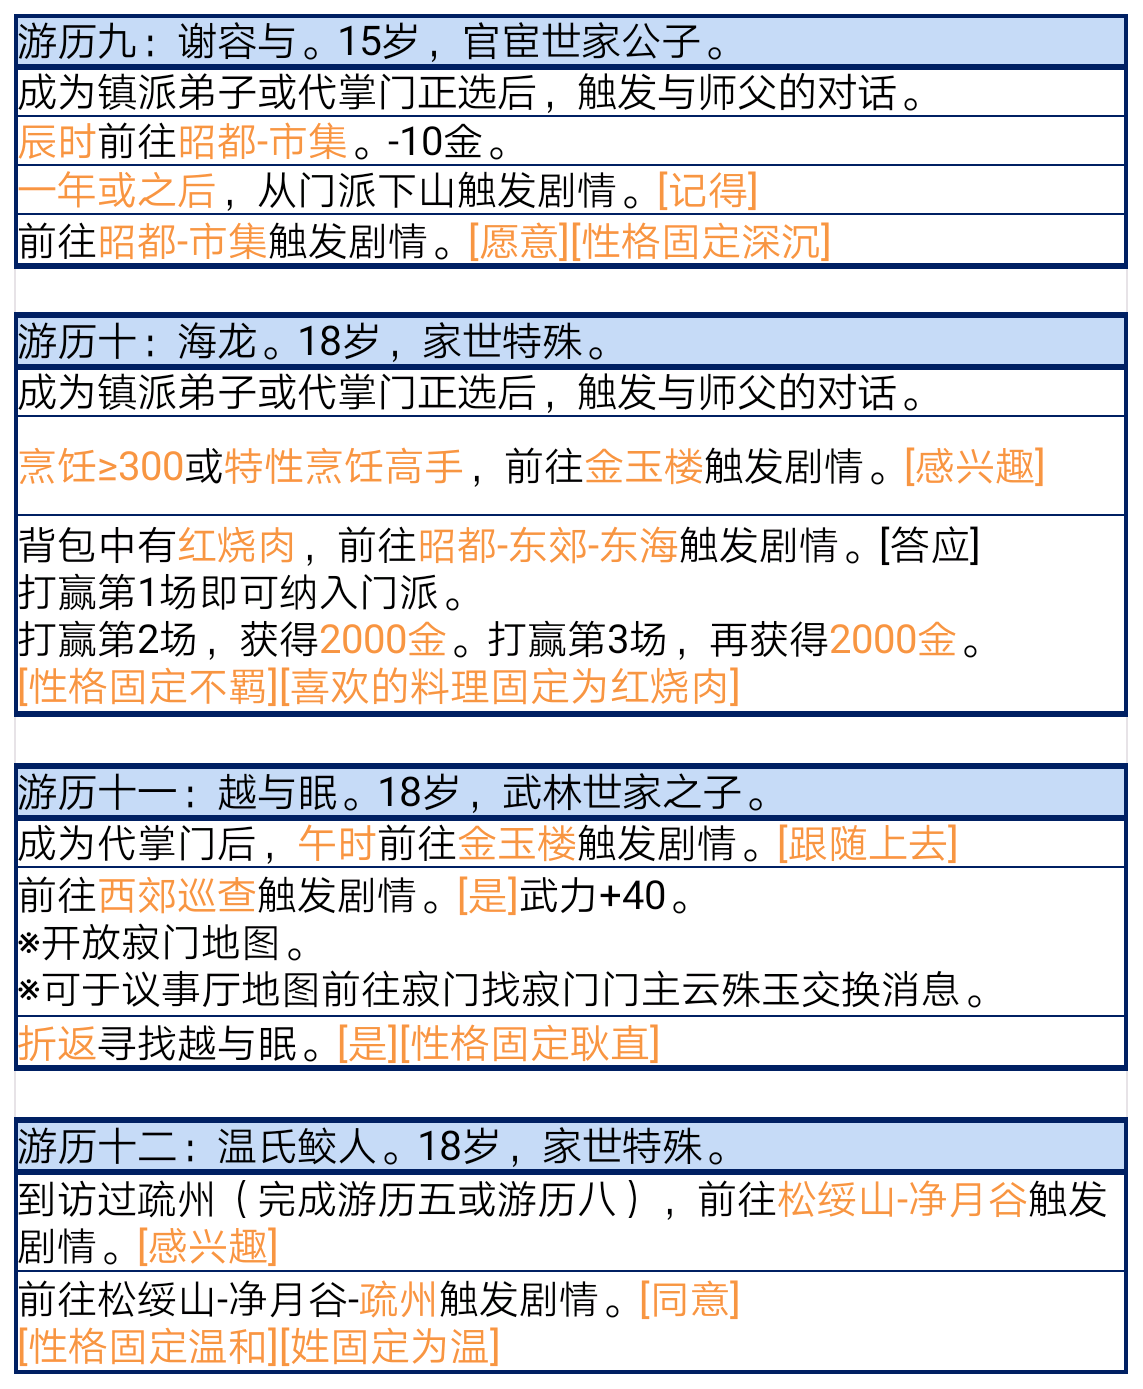 游历九：谢容与。15岁，官宦世家公子。
成为镇派弟子或代掌门正选后，触发与师父的对话。
辰时前往昭都-市集。-10金。
一年或之后，从门派下山触发剧情。[记得]
前往昭都-市集触发剧情。[愿意][性格固定深沉]
游历十：海龙。18岁，家世特殊。
成为镇派弟子或代掌门正选后，触发与师父的对话。
烹饪≥300或特性烹饪高手，前往金玉楼触发剧情。[感兴趣]
背包中有红烧肉，前往昭都-东郊-东海触发剧情。[答应]
打赢第1场即可纳入门派。
打赢第2场，获得2000金。打赢第3场，再获得2000金。
[性格固定不羁][喜欢的料理固定为红烧肉]
游历十一：越与眠。18岁，武林世家之子。
成为代掌门后，午时前往金玉楼触发剧情。[跟随上去]
前往西郊巡查触发剧情。[是]武力+40。
※开放寂门地图。
※可于议事厅地图前往寂门找寂门门主云殊玉交换消息。
折返寻找越与眠。[是][性格固定耿直]
游历十二：温氏鲛人。18岁，家世特殊。
到访过疏州（完成游历五或游历八），前往松绥山-净月谷触发
剧情。[感兴趣]
前往松绥山-净月谷-疏州触发剧情。[同意]
[性格固定温和][姓固定为温]